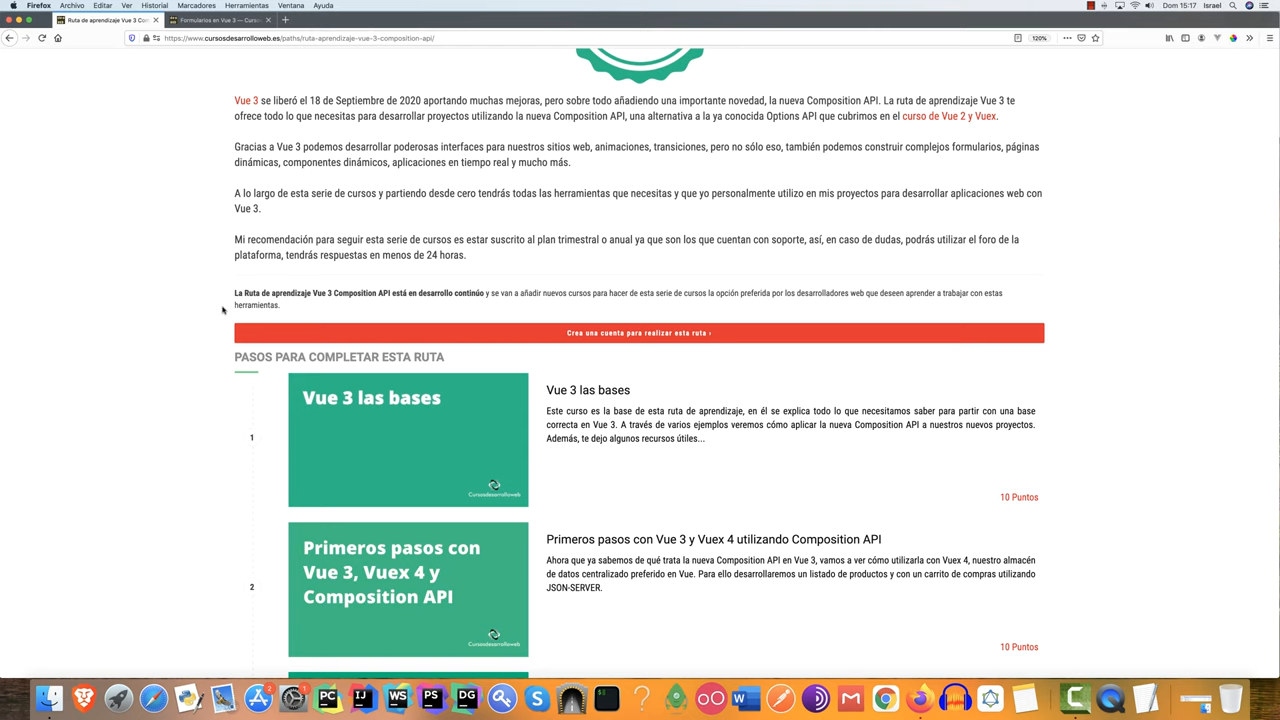 Firefox Archivo Editar Ver Historial Marcadores Herramientas Ventana Ayuda Dom 15:17 Israel
Ruta de aprendizaje Vue 3 Com Formularios en Vue 3 — Curso
https://www.cursosdesarrolloweb.es/paths/ruta-aprendizaje-vue-3-composition-api/ 120%
Vue 3 se liberó el 18 de Septiembre de 2020 aportando muchas mejoras, pero sobre todo añadiendo una importante novedad, la nueva Composition API. La ruta de aprendizaje Vue 3 te
ofrece todo lo que necesitas para desarrollar proyectos utilizando la nueva Composition API, una alternativa a la ya conocida Options API que cubrimos en el curso de Vue 2 y Vuex.
Gracias a Vue 3 podemos desarrollar poderosas interfaces para nuestros sitios web, animaciones, transiciones, pero no sólo eso, también podemos construir complejos formularios, páginas
dinámicas, componentes dinámicos, aplicaciones en tiempo real y mucho más.
A lo largo de esta serie de cursos y partiendo desde cero tendrás todas las herramientas que necesitas y que yo personalmente utilizo en mis proyectos para desarrollar aplicaciones web con
Vue 3.
Mi recomendación para seguir esta serie de cursos es estar suscrito al plan trimestral o anual ya que son los que cuentan con soporte, así, en caso de dudas, podrás utilizar el foro de la
plataforma, tendrás respuestas en menos de 24 horas.
La Ruta de aprendizaje Vue 3 Composition API está en desarrollo continúo y se van a añadir nuevos cursos para hacer de esta serie de cursos la opción preferida por los desarrolladores web que deseen aprender a trabajar con estas
herramientas.
Crea una cuenta para realizar esta ruta ›
PASOS PARA COMPLETAR ESTA RUTA
1
Vue 3 las bases
Cursosdesarrolloweb
Vue 3 las bases
Este curso es la base de esta ruta de aprendizaje, en él se explica todo lo que necesitamos saber para partir con una base
correcta en Vue 3. A través de varios ejemplos veremos cómo aplicar la nueva Composition API a nuestros nuevos proyectos.
Además, te dejo algunos recursos útiles...
10 Puntos
2
Primeros pasos con
Vue 3, Vuex 4 y
Composition API
Cursosdesarrolloweb
Primeros pasos con Vue 3 y Vuex 4 utilizando Composition API
Ahora que ya sabemos de qué trata la nueva Composition API en Vue 3, vamos a ver cómo utilizarla con Vuex 4, nuestro almacén
de datos centralizado preferido en Vue. Para ello desarrollaremos un listado de productos y con un carrito de compras utilizando
JSON-SERVER.
10 Puntos
2 1 PC IJ WS PS DG